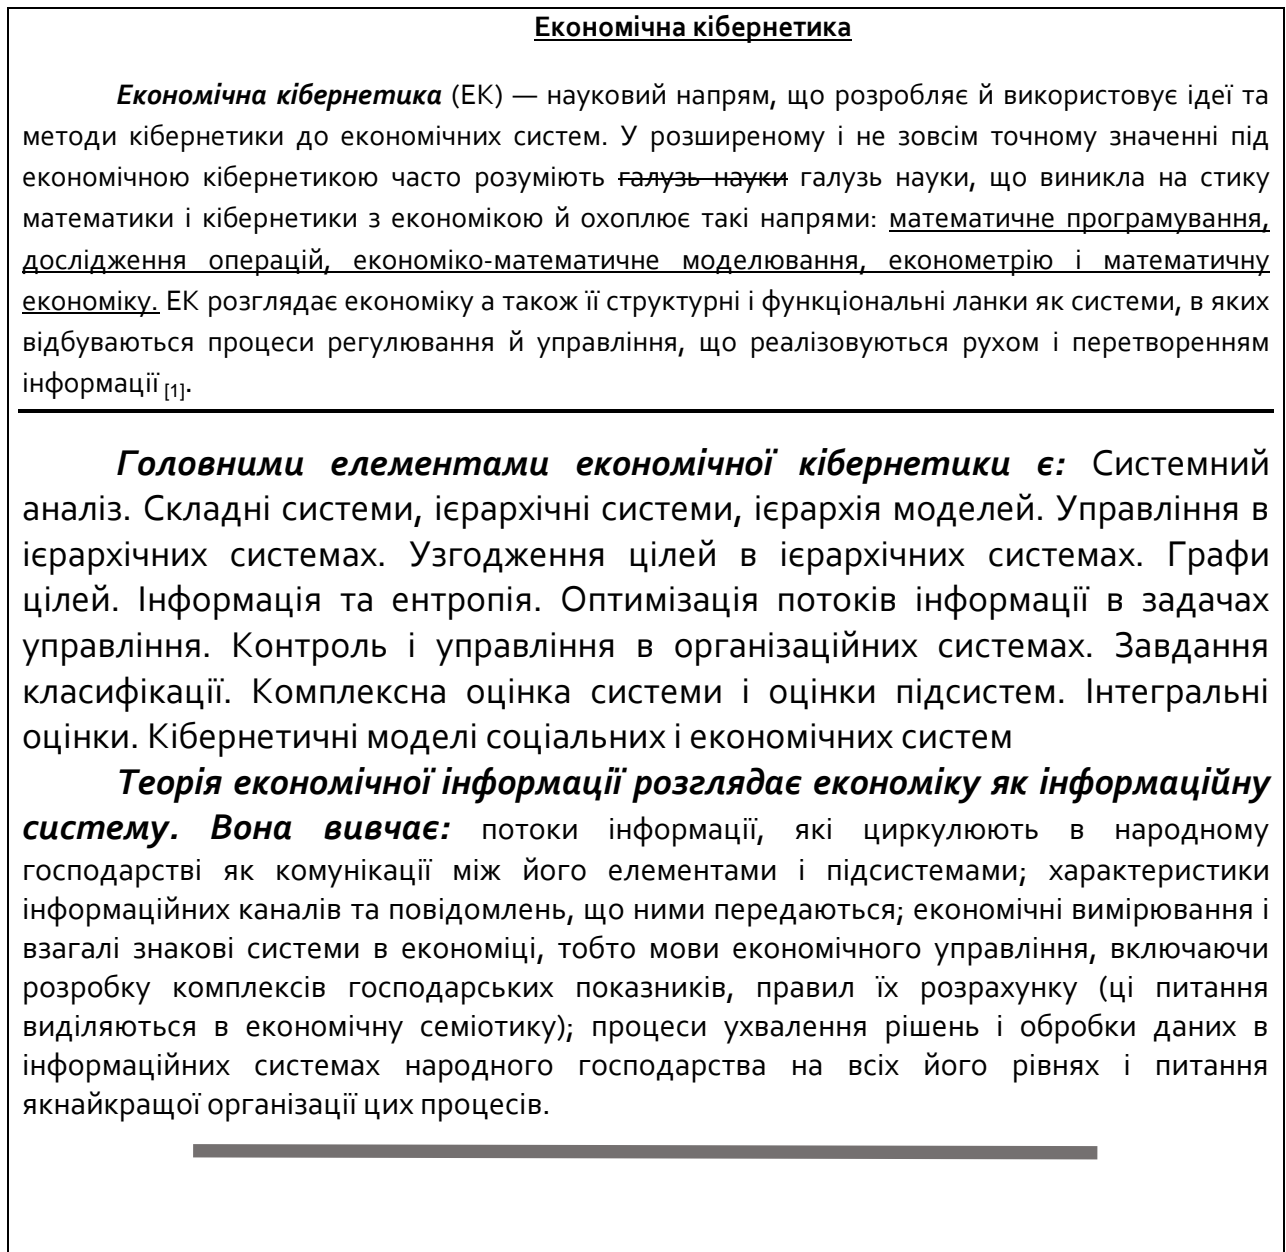 Економічна кібернетика
Економічна кібернетика (ЕК) — науковий напрям, що розробляє й використовує ідеї та
методи кібернетики до економічних систем. У розширеному і не зовсім точному значенні під
економічною кібернетикою часто розуміють галузь науки галузь науки, що виникла на стику
математики і кібернетики з економікою й охоплює такі напрями: математичне програмування,
дослідження операцій, економіко-математичне моделювання, економетрію і математичну
економіку. ЕК розглядає економіку а також її структурні і функціональні ланки як системи, в яких
відбуваються процеси регулювання й управління, що реалізовуються рухом і перетворенням
інформації [1].
Головними елементами економічної кібернетики є: Системний
аналіз. Складні системи, ієрархічні системи, ієрархія моделей. Управління в
ієрархічних системах. Узгодження цілей в ієрархічних системах. Графи
цілей. Інформація та ентропія. Оптимізація потоків інформації в задачах
управління. Контроль і управління в організаційних системах. Завдання
класифікації. Комплексна оцінка системи і оцінки підсистем. Інтегральні
оцінки. Кібернетичні моделі соціальних і економічних систем
Теорія економічної інформації розглядає економіку як інформаційну
систему. Вона вивчає: потоки інформації, які циркулюють в народному
господарстві як комунікації між його елементами і підсистемами; характеристики
інформаційних каналів та повідомлень, що ними передаються; економічні вимірювання і
взагалі знакові системи в економіці, тобто мови економічного управління, включаючи
розробку комплексів господарських показників, правил їх розрахунку (ці питання
виділяються в економічну семіотику); процеси ухвалення рішень і обробки даних в
інформаційних системах народного господарства на всіх його рівнях і питання
якнайкращої організації цих процесів.